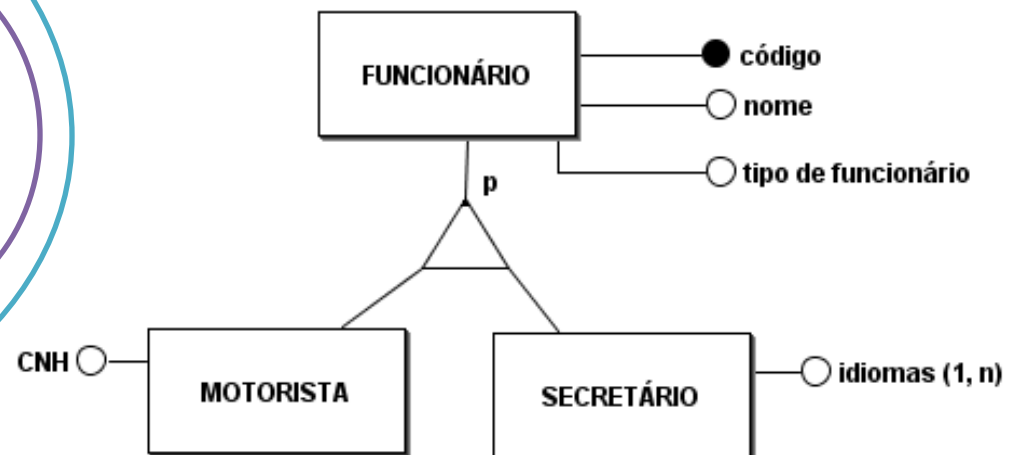 FUNCIONÁRIO
código
nome
tipo de funcionário
p
CNH
MOTORISTA
SECRETÁRIO
idiomas (1, n)